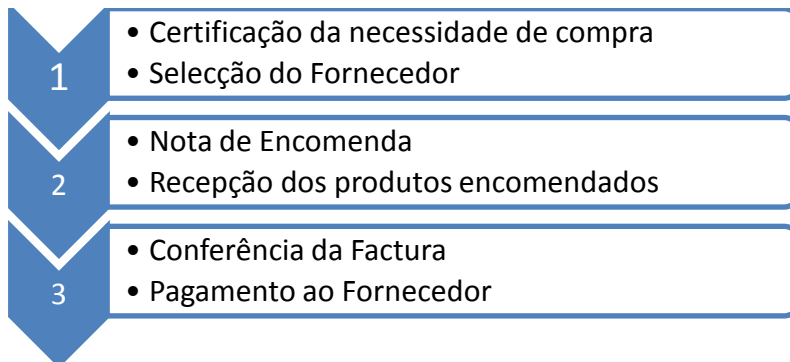 1
• Certificação da necessidade de compra
• Selecção do Fornecedor
2
• Nota de Encomenda
• Recepção dos produtos encomendados
3
• Conferência da Factura
• Pagamento ao Fornecedor